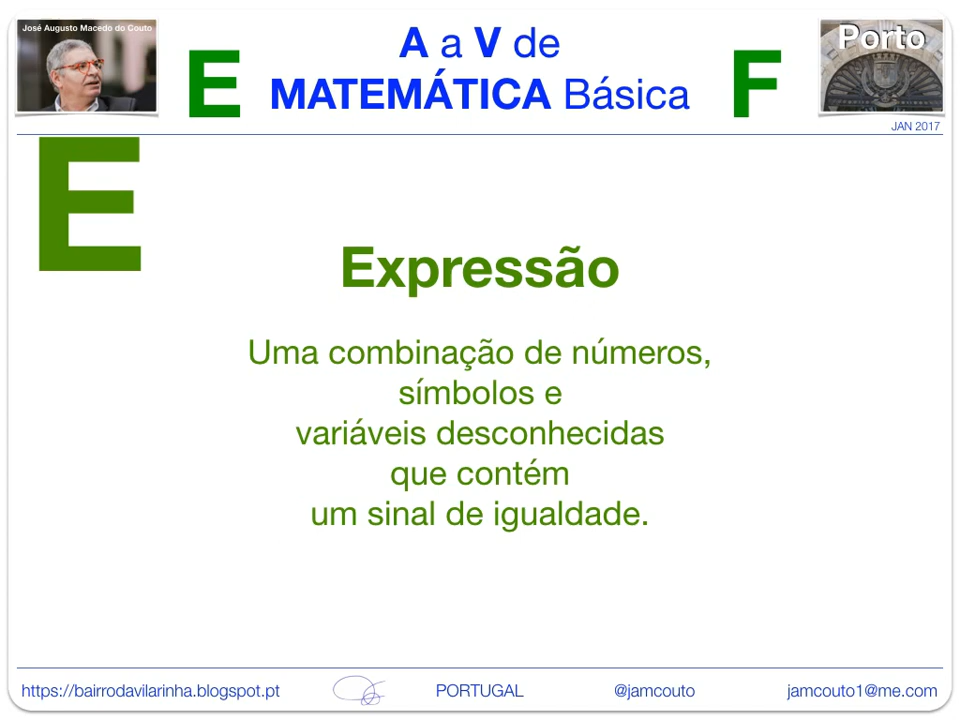 José Augusto Macedo do Couto
E
A a V de
MATEMÁTICA Básica
F
Porto
JAN 2017
E
Expressão
Uma combinação de números,
símbolos e
variáveis desconhecidas
que contém
um sinal de igualdade.
https://bairrodavilarinha.blogspot.pt
PORTUGAL
@jamcouto
jamcouto1@me.com